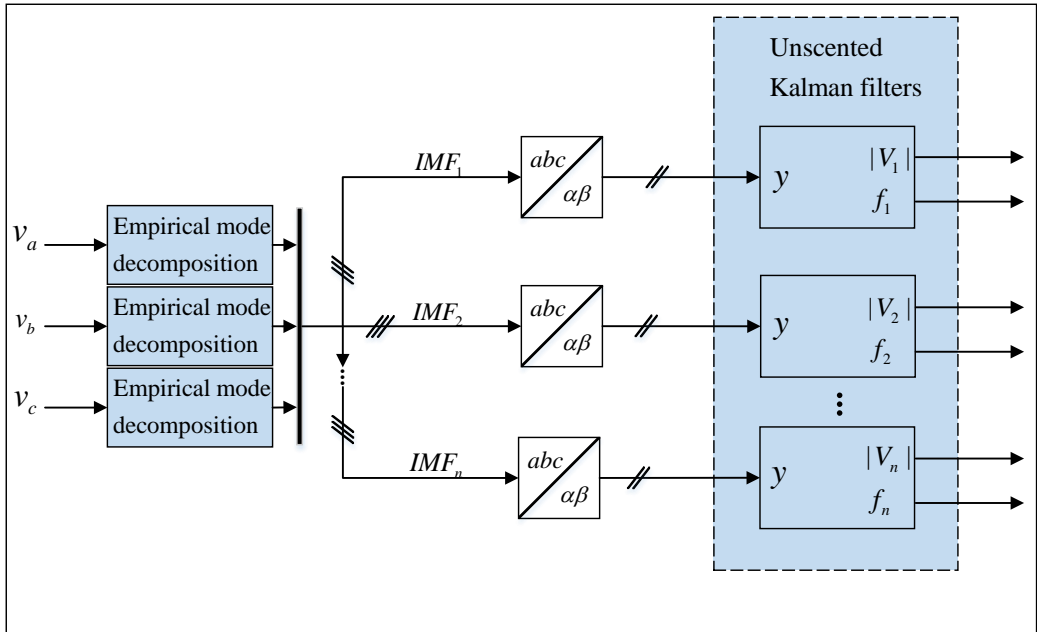 Unscented
Kalman filters
IMF_1
abc
αβ
y
|V_1|
f_1
v_a
Empirical mode
decomposition
v_b
Empirical mode
decomposition
IMF_2
abc
αβ
y
|V_2|
f_2
v_c
Empirical mode
decomposition
IMF_n
abc
αβ
y
|V_n|
f_n